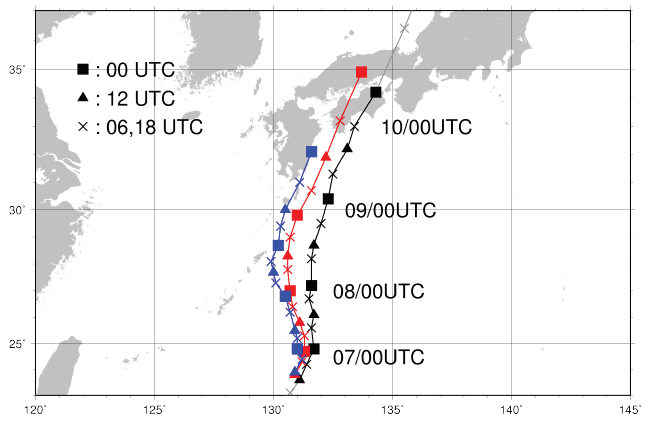 35°
30°
25°
: 00 UTC
: 12 UTC
: 06,18 UTC
10/00UTC
09/00UTC
08/00UTC
07/00UTC
120° 125° 130° 135° 140° 145°